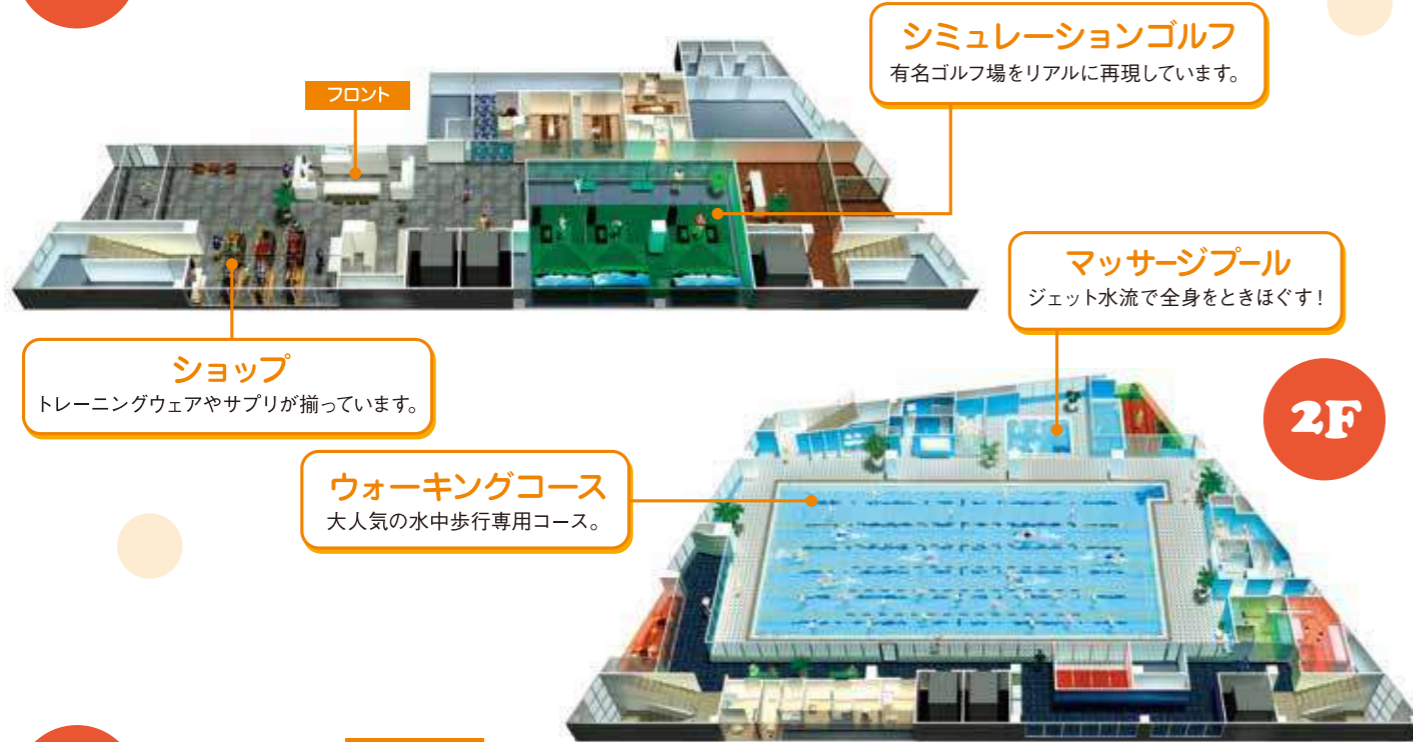 シミュレーションゴルフ
有名ゴルフ場をリアルに再現しています。
フロント
マッサージプール
ジェット水流で全身をときほぐす！
ショップ
トレーニングウェアやサプリが揃っています。
2F
ウォーキングコース
大人気の水中歩行専用コース。